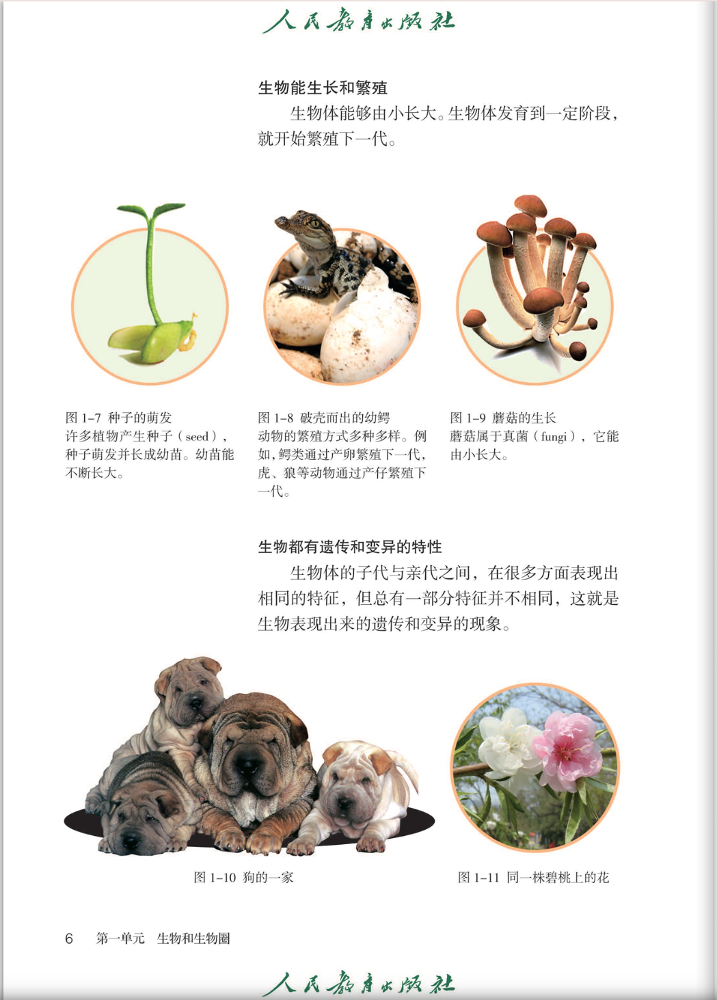 人民教育出版社
生物能生长和繁殖
生物体能够由小长大。生物体发育到一定阶段，
就开始繁殖下一代。
图 1-7 种子的萌发
许多植物产生种子（seed），
种子萌发并长成幼苗。幼苗能
不断长大。
图 1-8 破壳而出的幼鳄
动物的繁殖方式多种多样。例
如，鳄类通过产卵繁殖下一代，
虎、狼等动物通过产仔繁殖下
一代。
图 1-9 蘑菇的生长
蘑菇属于真菌（fungi），它能
由小长大。
生物都有遗传和变异的特性
生物体的子代与亲代之间，在很多方面表现出
相同的特征，但总有一部分特征并不相同，这就是
生物表现出来的遗传和变异的现象。
图 1-10 狗的一家
图 1-11 同一株碧桃上的花
6 第一单元 生物和生物圈
人民教育出版社